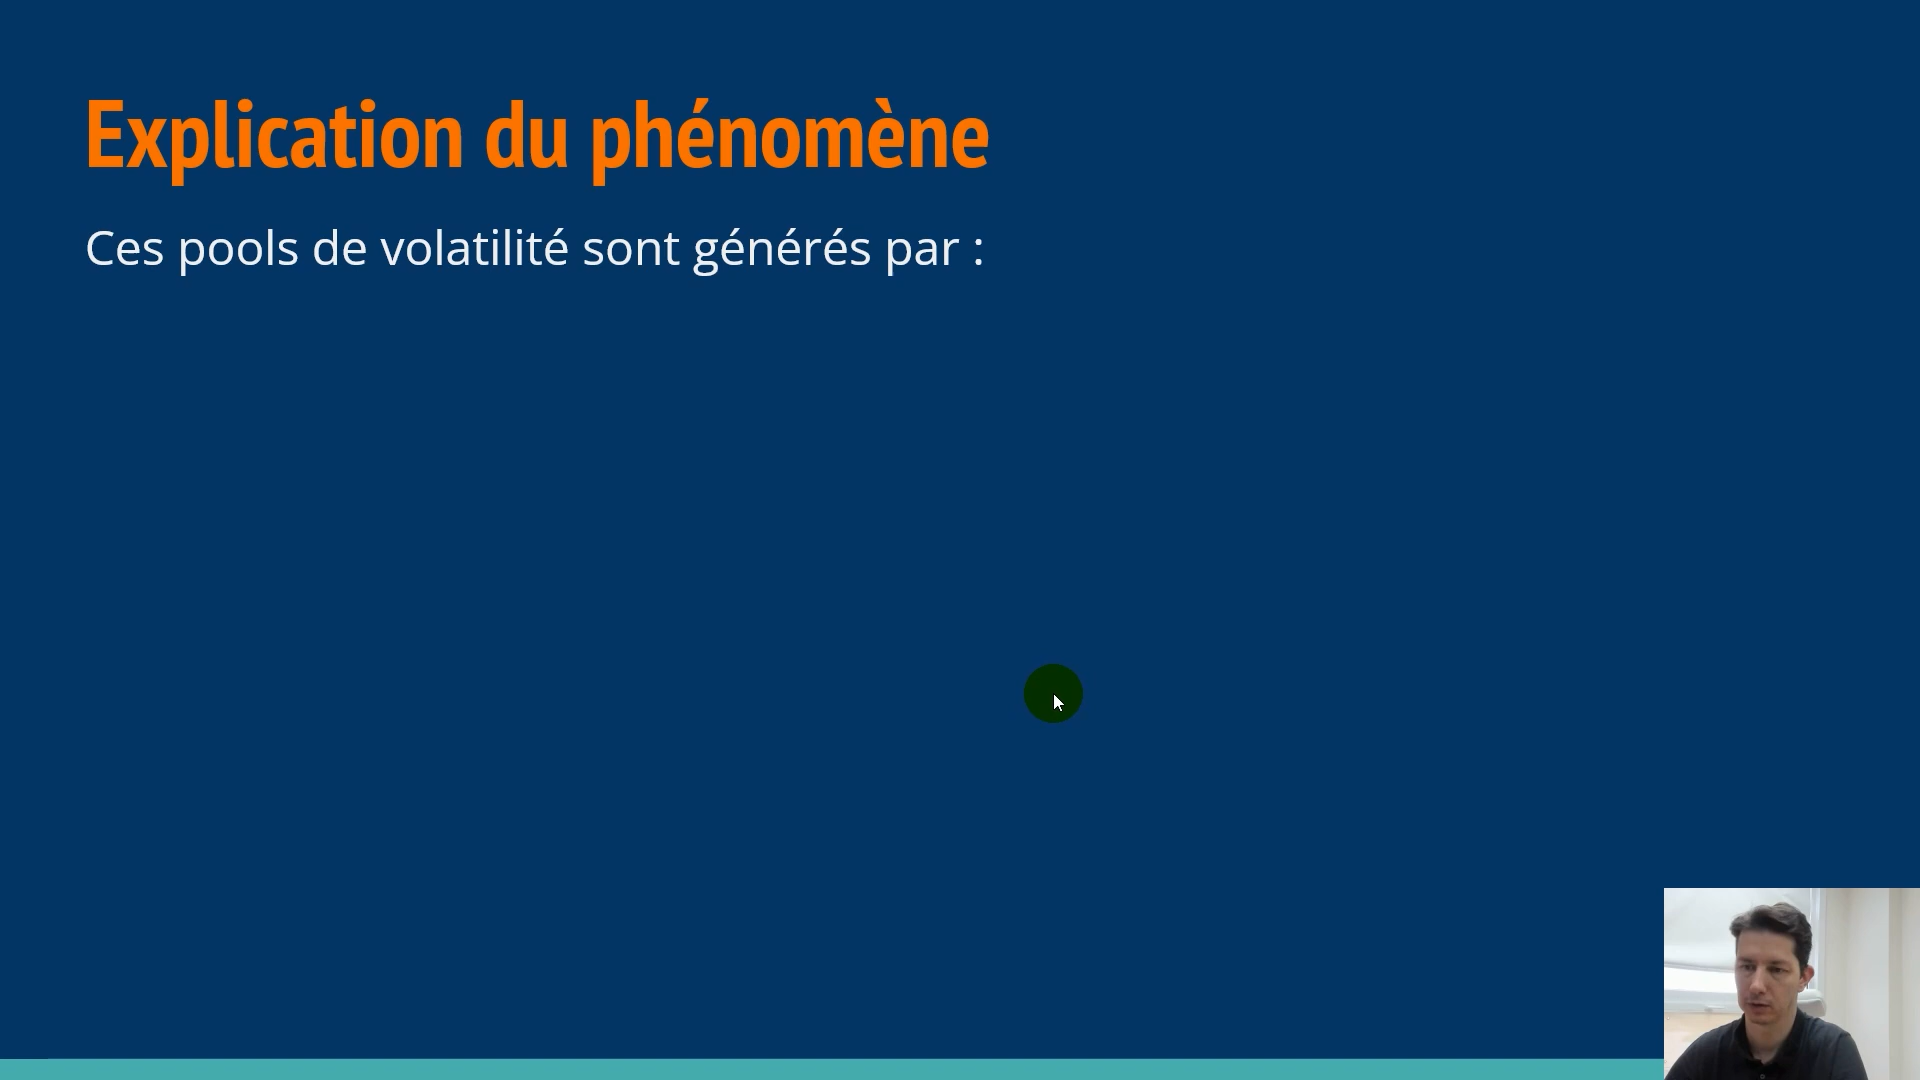 Explication du phénomène
Ces pools de volatilité sont générés par :